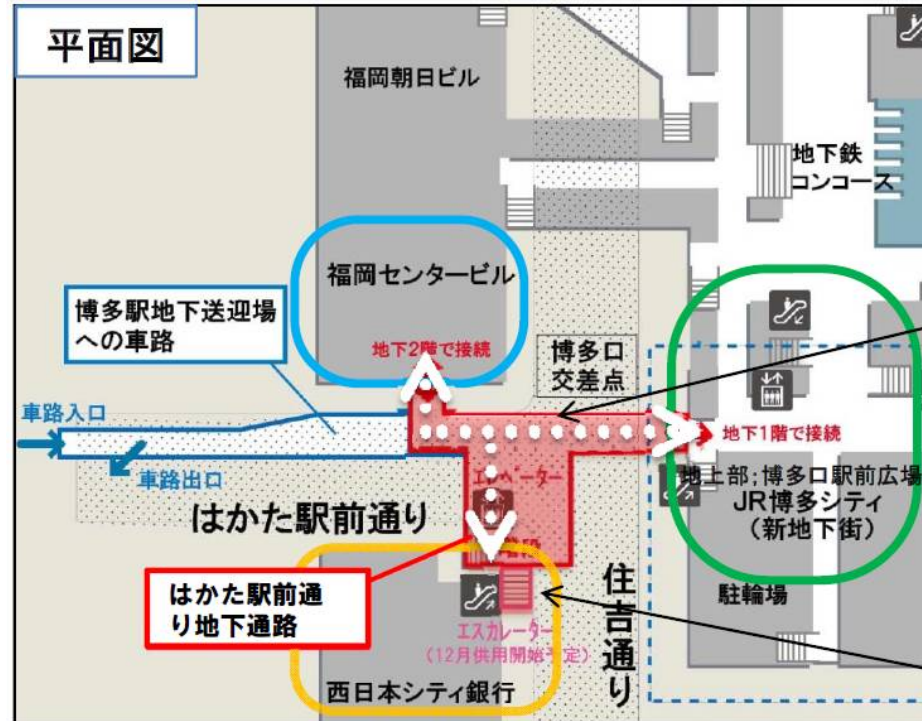 平面図
福岡朝日ビル
地下鉄
コンコース
福岡センタービル
博多駅地下送迎場
への車路
地下2階で接続
博多口
交差点
車路入口
地下1階で接続
車路出口
地上部;博多口駅前広場
エレベーター
はかた駅前通り
JR博多シティ
(新地下街)
階段
はかた駅前通
り地下通路
住吉通り
駐輪場
エスカレーター
(12月供用開始予定)
西日本シティ銀行